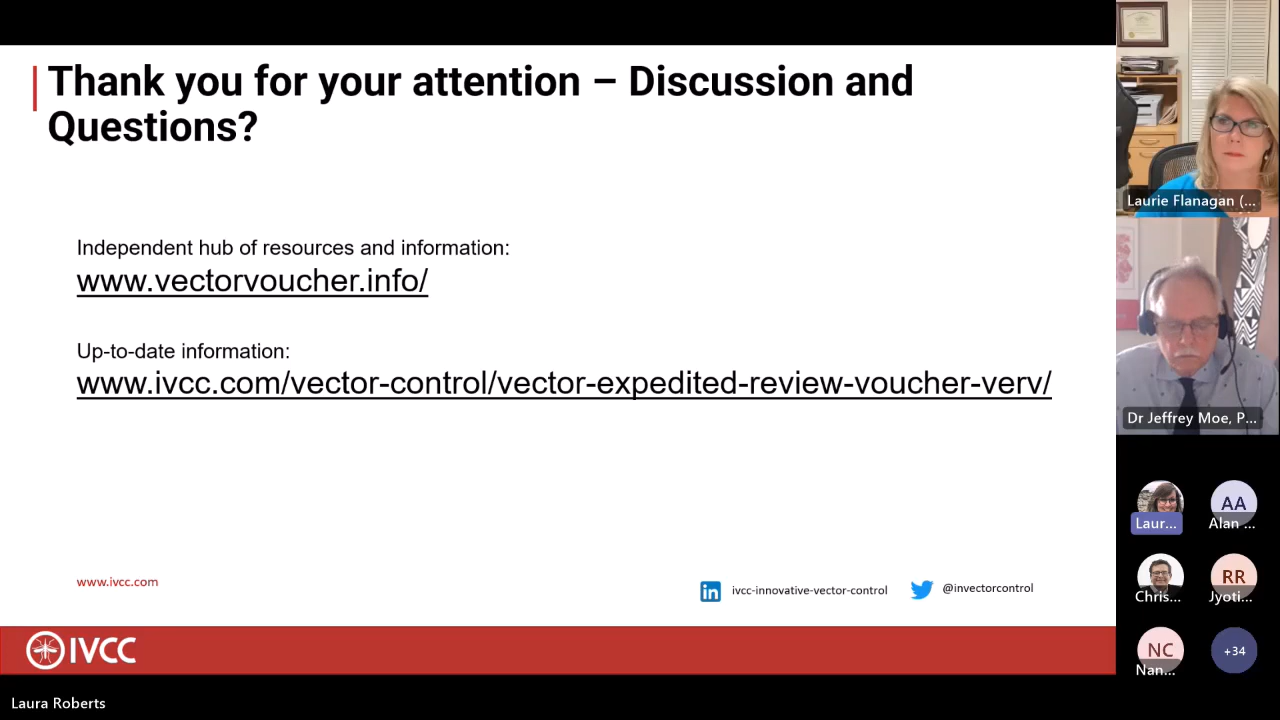 Thank you for your attention – Discussion and
Questions?
Independent hub of resources and information:
www.vectorvoucher.info/
Up-to-date information:
www.ivcc.com/vector-control/vector-expedited-review-voucher-verv/
www.ivcc.com
ivcc-innovative-vector-control
@invectorcontrol
IVCC
Laura Roberts
Laurie Flanagan (...
Dr Jeffrey Moe, P...
Laur...
AA
Alan ...
Chris...
RR
Jyoti...
NC
Nan...
+34